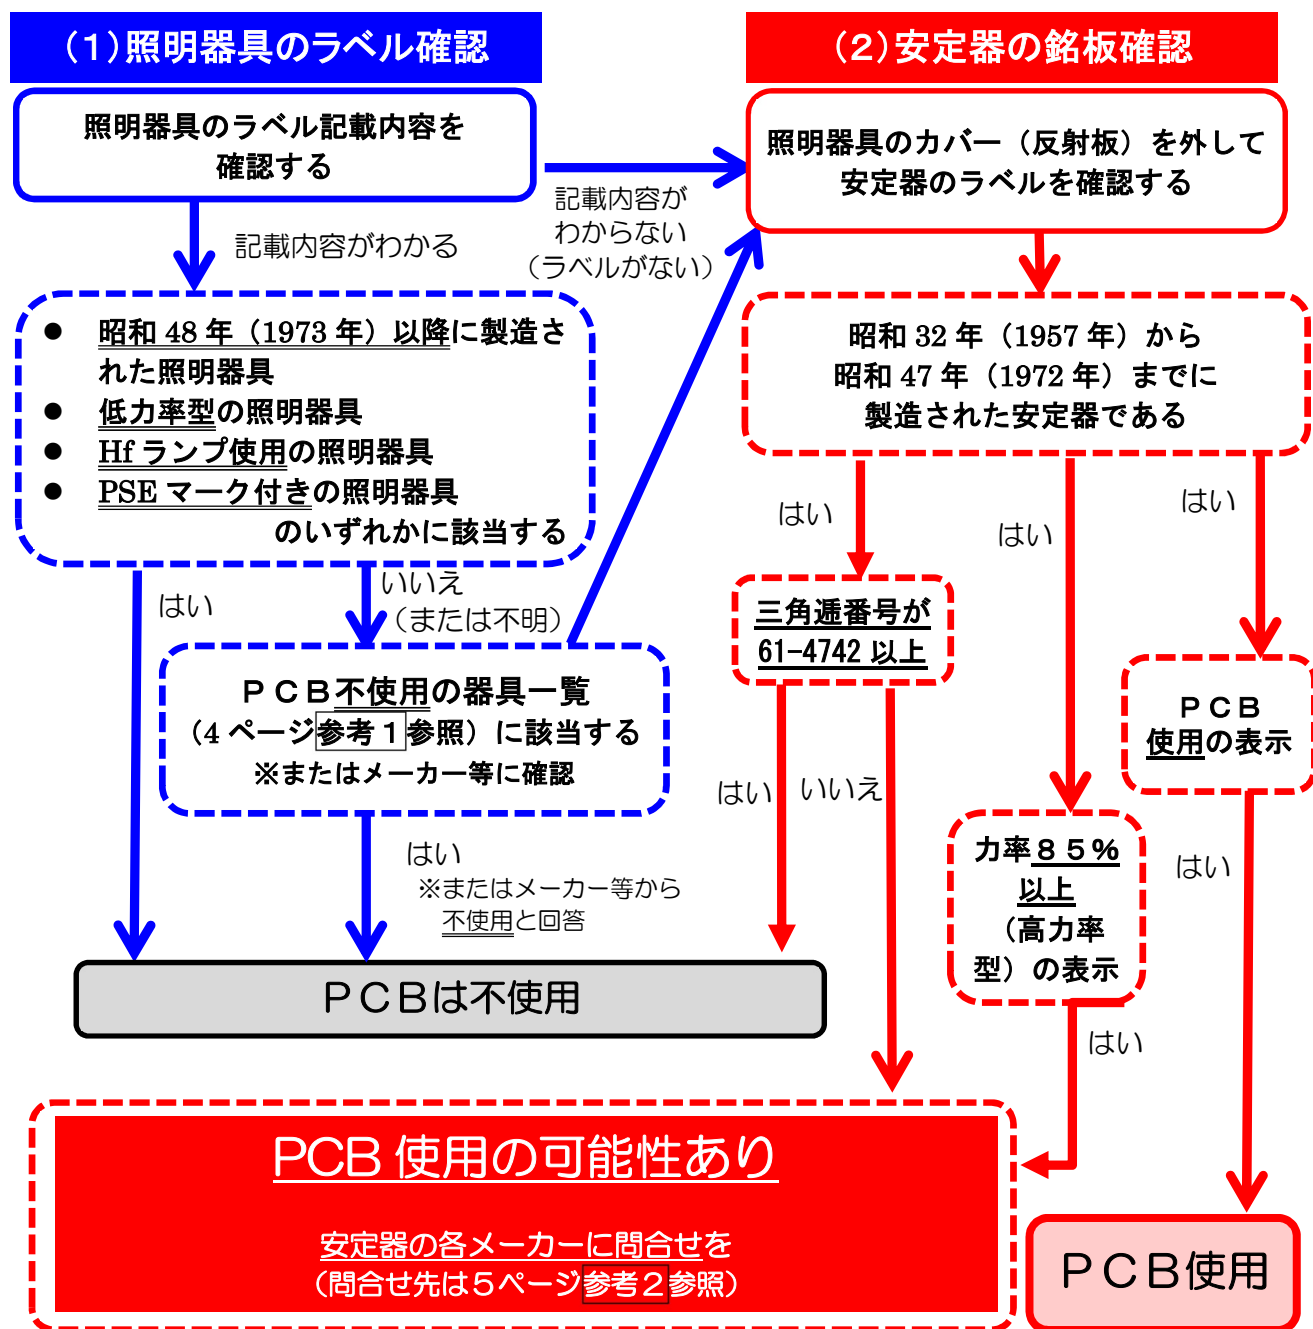 (1)照明器具のラベル確認
照明器具のラベル記載内容を
確認する
記載内容がわかる
記載内容が
わからない
（ラベルがない）
● 昭和 48 年（1973 年）以降に製造さ
れた照明器具
● 低力率型の照明器具
● Hf ランプ使用の照明器具
● PSE マーク付きの照明器具
のいずれかに該当する
はい
いいえ
（または不明）
ＰＣＢ不使用の器具一覧
（4 ページ参考１参照）に該当する
※またはメーカー等に確認
はい
※またはメーカー等から
不使用と回答
ＰＣＢは不使用
(2)安定器の銘板確認
照明器具のカバー（反射板）を外して
安定器のラベルを確認する
昭和 32 年（1957 年）から
昭和 47 年（1972 年）までに
製造された安定器である
はい
はい
はい
三角逓番号が
61-4742 以上
はい
いいえ
力率８５％
以上
（高力率
型）の表示
はい
ＰＣＢ
使用の表示
はい
PCB 使用の可能性あり
安定器の各メーカーに問合せを
（問合せ先は５ページ参考２参照）
ＰＣＢ使用